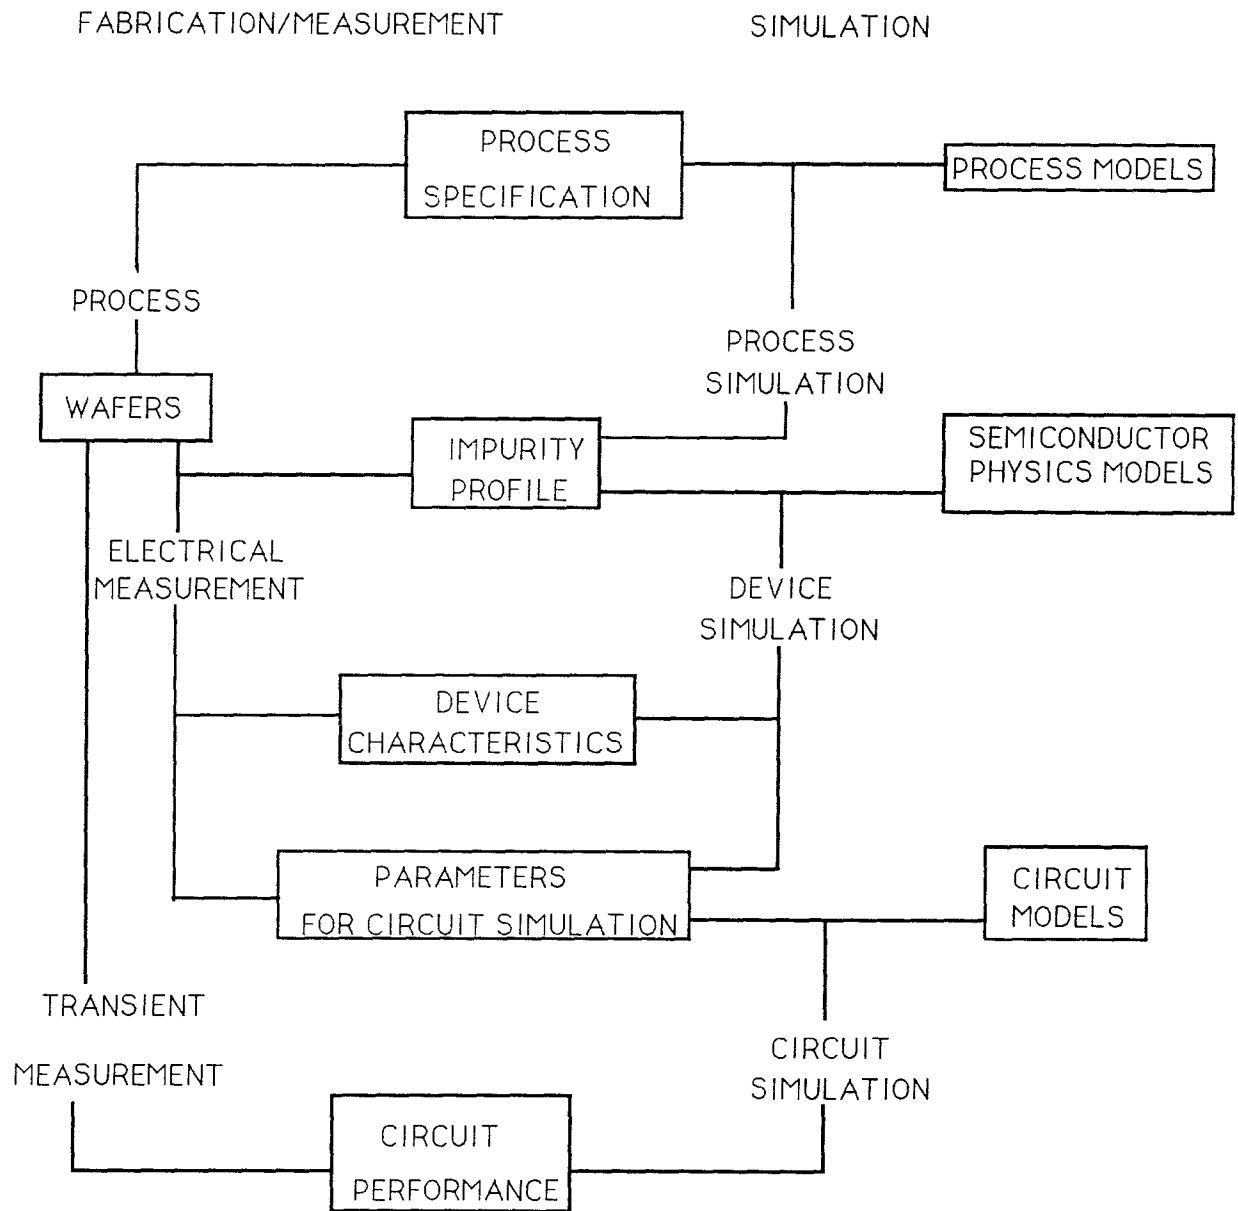 FABRICATION/MEASUREMENT
SIMULATION
PROCESS
SPECIFICATION
PROCESS MODELS
PROCESS
PROCESS
SIMULATION
WAFERS
IMPURITY
PROFILE
SEMICONDUCTOR
PHYSICS MODELS
ELECTRICAL
MEASUREMENT
DEVICE
SIMULATION
DEVICE
CHARACTERISTICS
PARAMETERS
FOR CIRCUIT SIMULATION
CIRCUIT
MODELS
TRANSIENT
MEASUREMENT
CIRCUIT
SIMULATION
CIRCUIT
PERFORMANCE